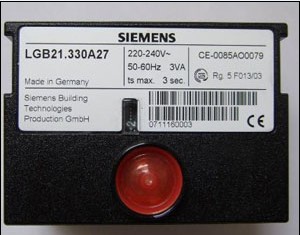 SIEMENS
LGB21.330A27
220-240V~
50-60Hz 3VA
ts max. 3 sec.
CE-0085AO0079
Rg. 5 F013/03
Made in Germany
Siemens Building
Technologies
Production GmbH
0711160003
CE